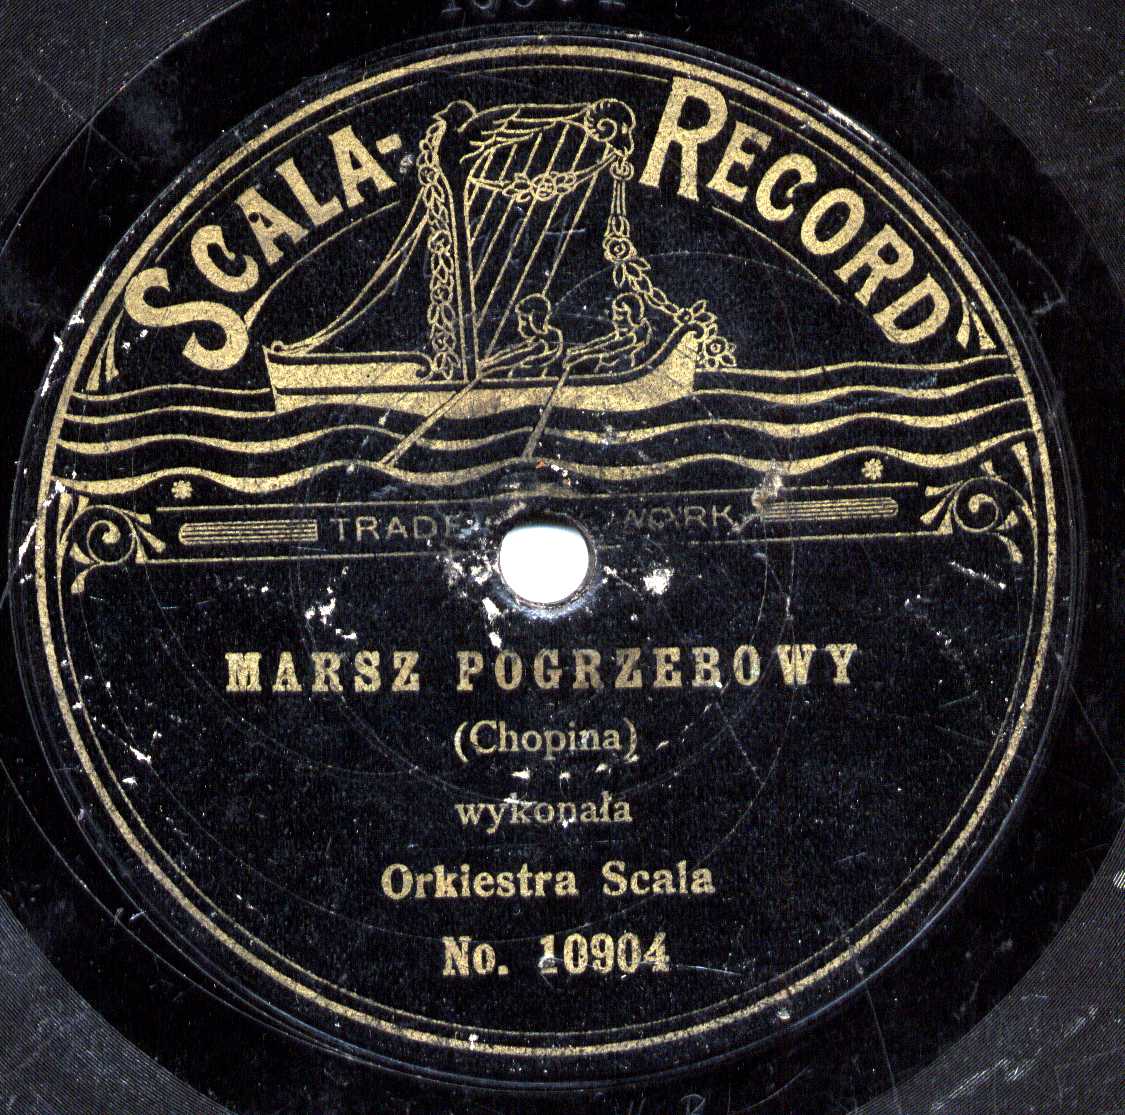 SCALA-RECORD
TRADE
MARSZ POGRZEBOWY
(Chopina)
wykonała
Orkiestra Scala
No. 10904